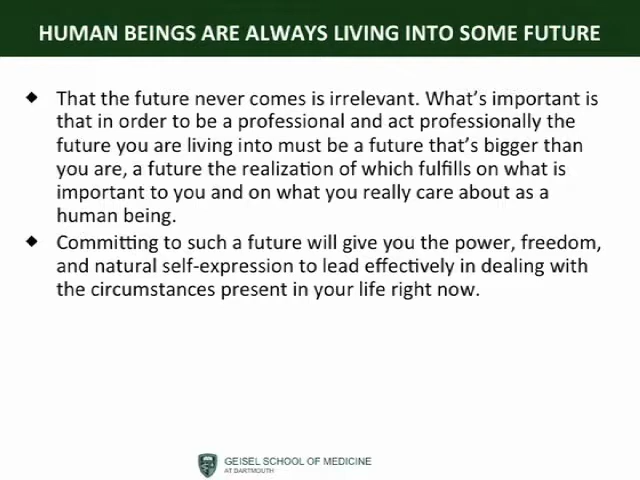 HUMAN BEINGS ARE ALWAYS LIVING INTO SOME FUTURE
◆ That the future never comes is irrelevant. What's important is
that in order to be a professional and act professionally the
future you are living into must be a future that's bigger than
you are, a future the realization of which fulfills on what is
important to you and on what you really care about as a
human being.
◆ Committing to such a future will give you the power, freedom,
and natural self-expression to lead effectively in dealing with
the circumstances present in your life right now.
GEISEL SCHOOL OF MEDICINE
AT DARTMOUTH